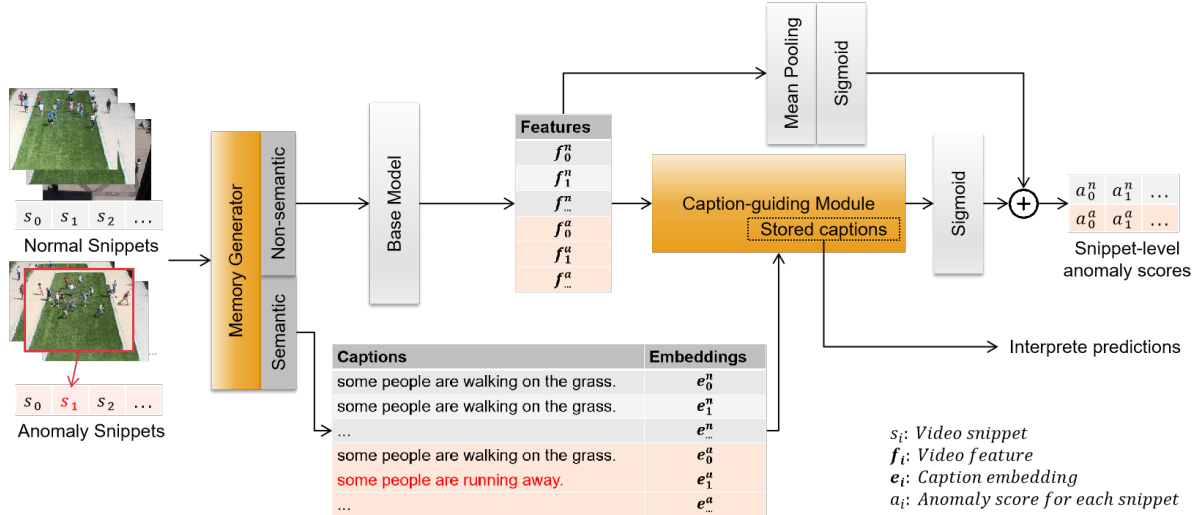 s₀ s₁ s₂ ...
Normal Snippets
...
s₀ s₁ s₂ ...
Anomaly Snippets
Memory Generator
Non-semantic
Semantic
Base Model
Features
f₀ⁿ
f₁ⁿ
f...ⁿ
f₀ᵃ
f₁ᵃ
f...ᵃ
Mean Pooling
Sigmoid
Caption-guiding Module
Stored captions
Sigmoid
+
a₀ⁿ a₁ⁿ ...
a₀ᵃ a₁ᵃ ...
Snippet-level
anomaly scores
Interprete predictions
Captions Embeddings
some people are walking on the grass. e₀ⁿ
some people are walking on the grass. e₁ⁿ
... e...ⁿ
some people are walking on the grass. e₀ᵃ
some people are running away. e₁ᵃ
... e...ᵃ
sᵢ: Video snippet
fᵢ: Video feature
eᵢ: Caption embedding
aᵢ: Anomaly score for each snippet